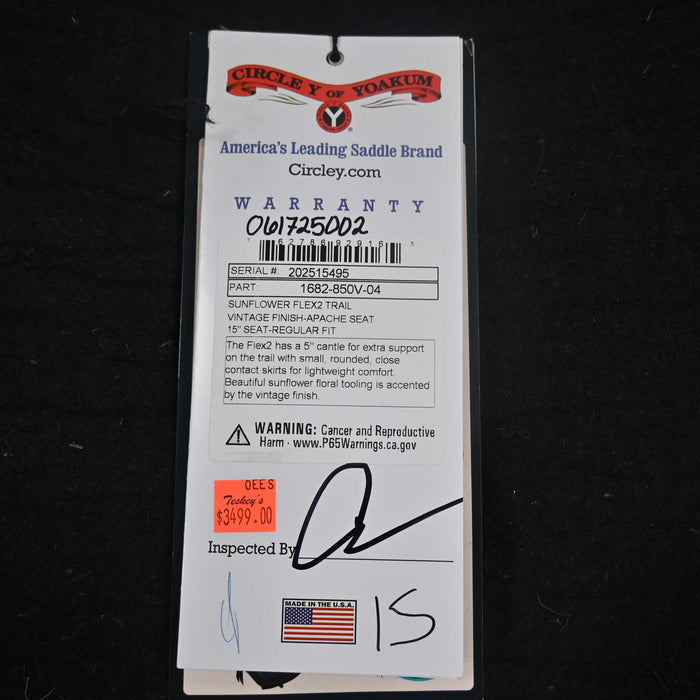 CIRCLE Y OF YOAKUM
Y
America's Leading Saddle Brand
Circley.com
WARRANTY
061725002
7 62786 92916 5
SERIAL #: 202515495
PART: 1682-850V-04
SUNFLOWER FLEX2 TRAIL
VINTAGE FINISH-APACHE SEAT
15" SEAT-REGULAR FIT
The Flex2 has a 5" cantle for extra support
on the trail with small, rounded, close
contact skirts for lightweight comfort.
Beautiful sunflower floral tooling is accented
by the vintage finish.
WARNING: Cancer and Reproductive
Harm - www.P65Warnings.ca.gov
OEES
Teskey's
$3499.00
Inspected By
MADE IN THE U.S.A.
15